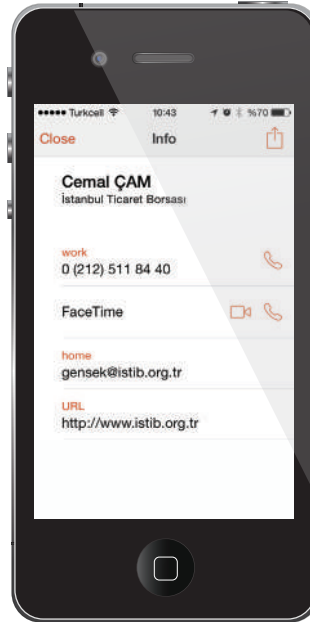 Turkcell 10:43 %70
Close Info
Cemal ÇAM
İstanbul Ticaret Borsası
work
0 (212) 511 84 40
FaceTime
home
gensek@istib.org.tr
URL
http://www.istib.org.tr